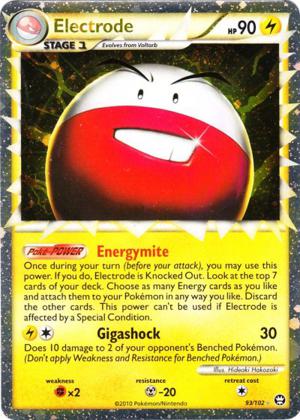 Electrode
HP 90
STAGE 1 Evolves from Voltorb
Poké-POWER Energymite
Once during your turn (before your attack), you may use this
power. If you do, Electrode is Knocked Out. Look at the top 7
cards of your deck. Choose as many Energy cards as you like
and attach them to your Pokémon in any way you like. Discard
the other cards. This power can't be used if Electrode is
affected by a Special Condition.
Gigashock 30
Does 10 damage to 2 of your opponent's Benched Pokémon.
(Don't apply Weakness and Resistance for Benched Pokémon.)
Illus. Hideaki Hakozaki
weakness resistance retreat cost
×2 -20
©2010 Pokémon/Nintendo 93/102